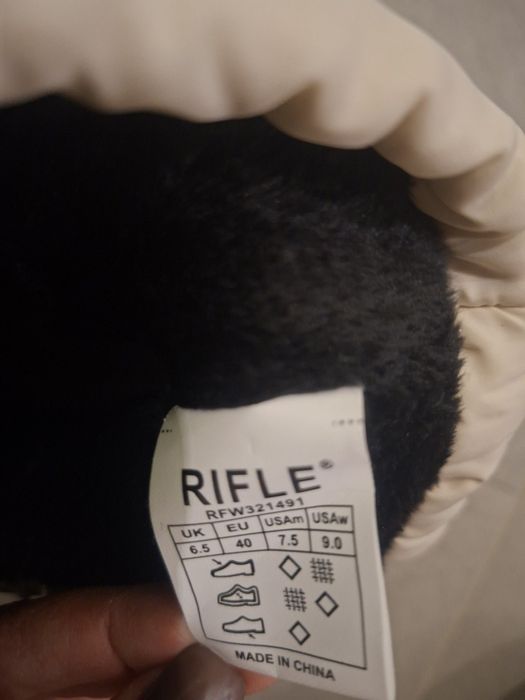 RIFLE®
RFW321491
UK EU USAm USAw
6.5 40 7.5 9.0
MADE IN CHINA